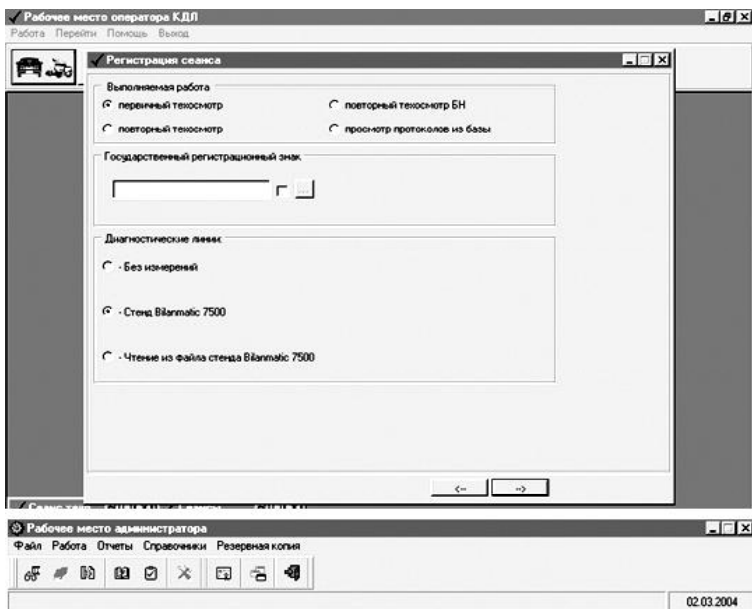 Рабочее место оператора КДЛ
Работа Перейти Помощь Выход
Регистрация сеанса
Выполняемая работа
первичный техосмотр
повторный техосмотр БН
повторный техосмотр
просмотр протоколов из базы
Государственный регистрационный знак
...
Диагностические линии:
- Без измерений
- Стенд Bilanmatic 7500
- Чтение из файла стенда Bilanmatic 7500
<-- -->
Рабочее место администратора
Файл Работа Отчеты Справочники Резервная копия
02.03.2004